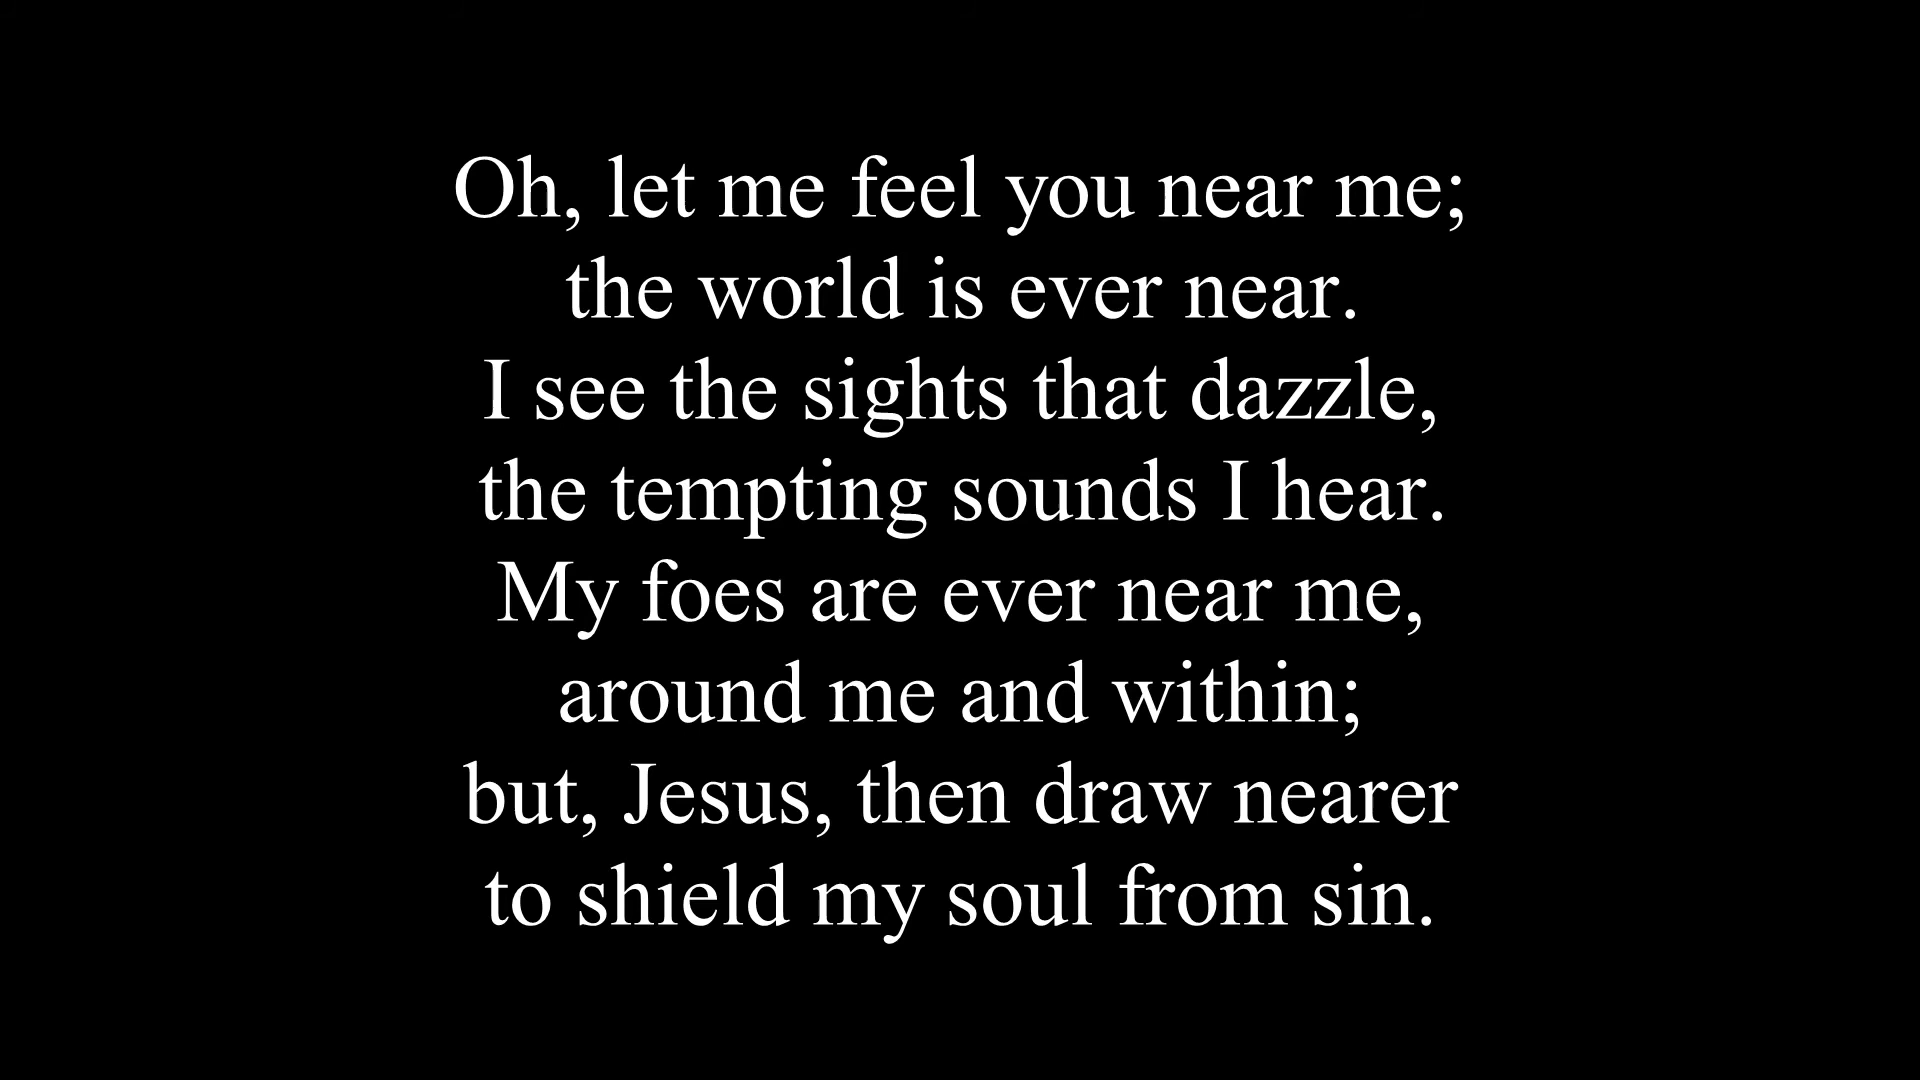 Oh, let me feel you near me;
the world is ever near.
I see the sights that dazzle,
the tempting sounds I hear.
My foes are ever near me,
around me and within;
but, Jesus, then draw nearer
to shield my soul from sin.